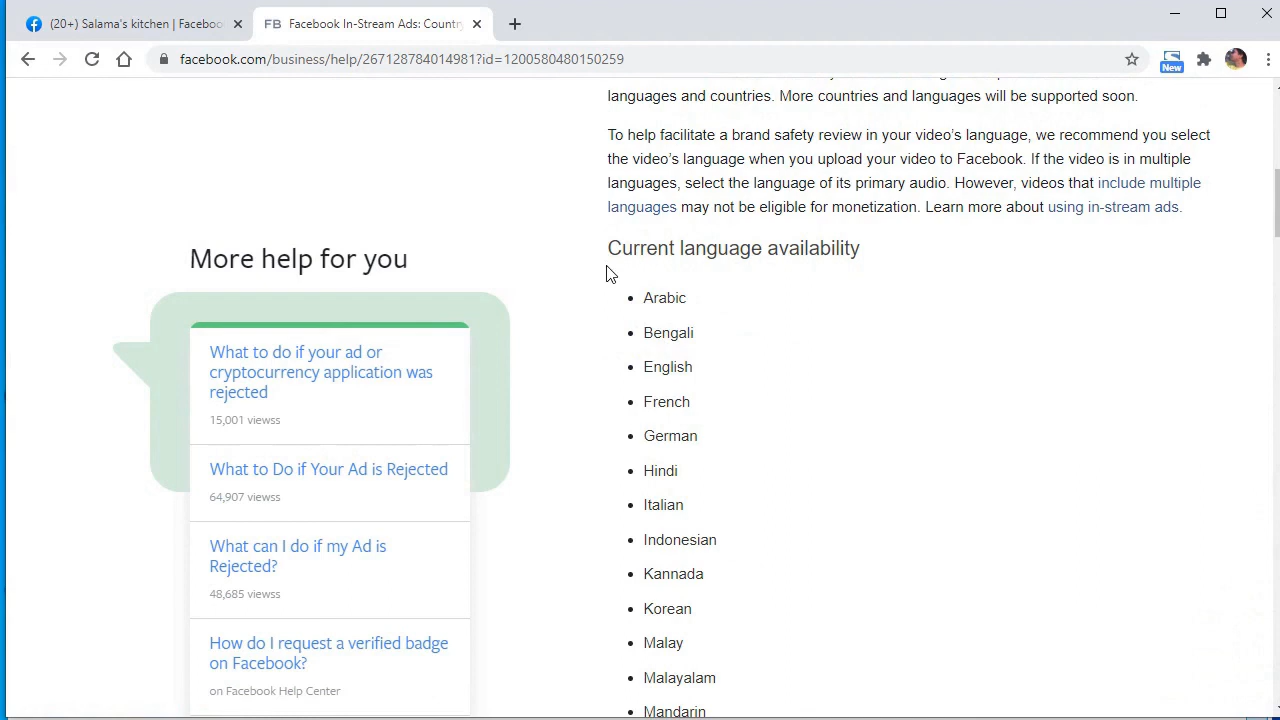 (20+) Salama's kitchen | Faceboo
FB Facebook In-Stream Ads: Countr
facebook.com/business/help/267128784014981?id=1200580480150259
New
languages and countries. More countries and languages will be supported soon.
To help facilitate a brand safety review in your video's language, we recommend you select
the video's language when you upload your video to Facebook. If the video is in multiple
languages, select the language of its primary audio. However, videos that include multiple
languages may not be eligible for monetization. Learn more about using in-stream ads.
Current language availability
Arabic
Bengali
English
French
German
Hindi
Italian
Indonesian
Kannada
Korean
Malay
Malayalam
Mandarin
More help for you
What to do if your ad or
cryptocurrency application was
rejected
15,001 viewss
What to Do if Your Ad is Rejected
64,907 viewss
What can I do if my Ad is
Rejected?
48,685 viewss
How do I request a verified badge
on Facebook?
on Facebook Help Center